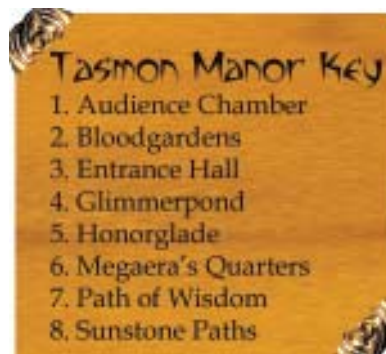 Tasmon Manor Key
1. Audience Chamber
2. Bloodgardens
3. Entrance Hall
4. Glimmerpond
5. Honorglade
6. Megaera's Quarters
7. Path of Wisdom
8. Sunstone Paths